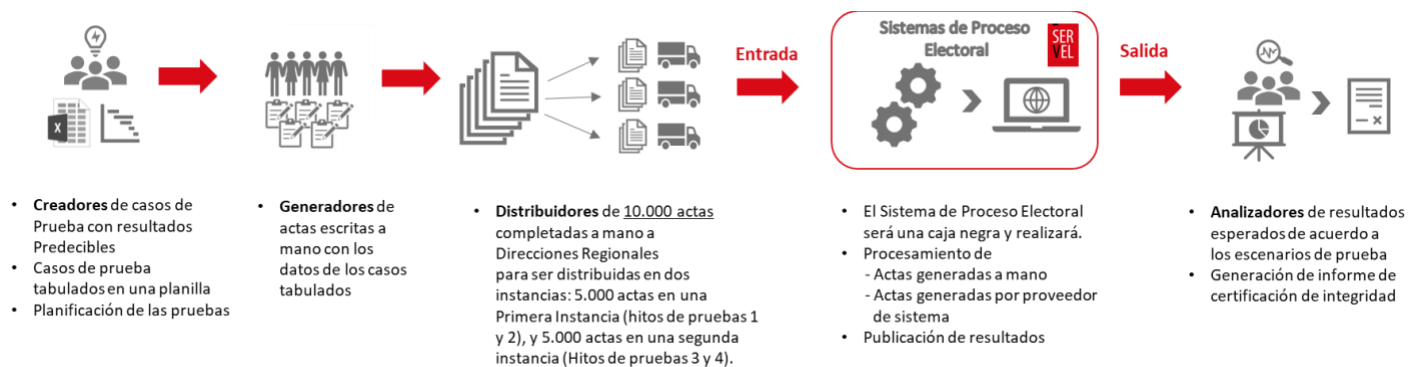 Entrada
Sistemas de Proceso
Electoral
SER
VEL
Salida
X
• Creadores de casos de
Prueba con resultados
Predecibles
• Casos de prueba
tabulados en una planilla
• Planificación de las pruebas
• Generadores de
actas escritas a
mano con los
datos de los casos
tabulados
• Distribuidores de 10.000 actas
completadas a mano a
Direcciones Regionales
para ser distribuidas en dos
instancias: 5.000 actas en una
Primera Instancia (hitos de pruebas 1
y 2), y 5.000 actas en una segunda
instancia (Hitos de pruebas 3 y 4).
• El Sistema de Proceso Electoral
será una caja negra y realizará.
• Procesamiento de
- Actas generadas a mano
- Actas generadas por proveedor
de sistema
• Publicación de resultados
• Analizadores de resultados
esperados de acuerdo a
los escenarios de prueba
• Generación de informe de
certificación de integridad